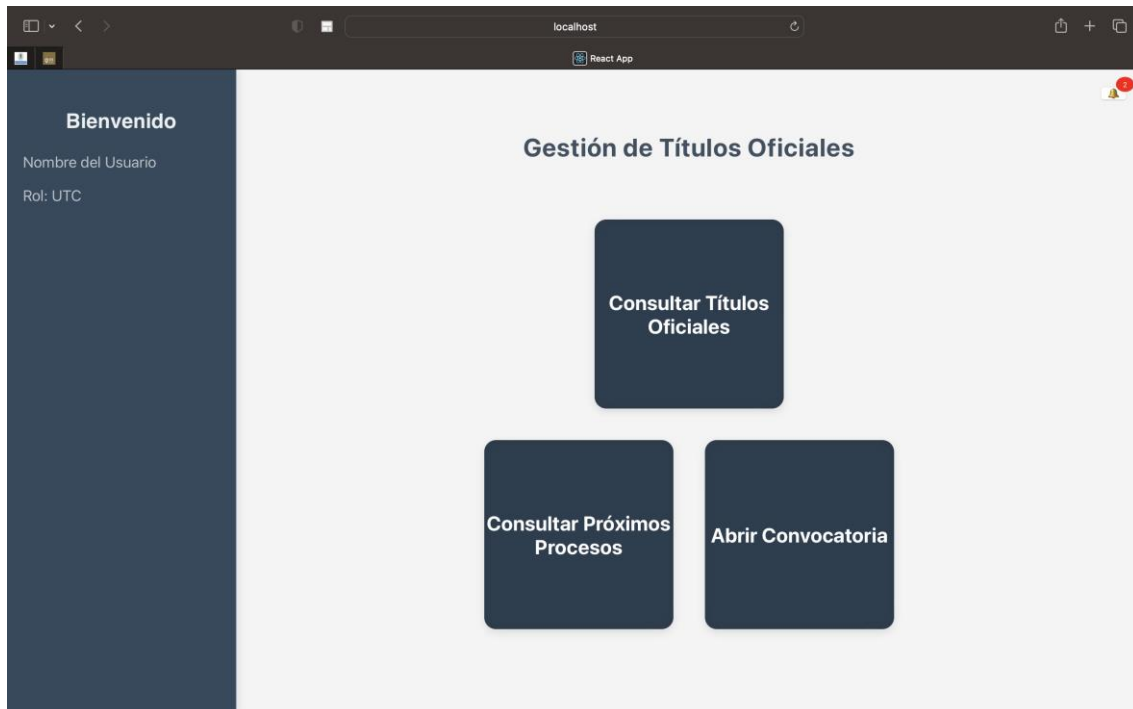 localhost
React App
Bienvenido
Nombre del Usuario
Rol: UTC
2
Gestión de Títulos Oficiales
Consultar Títulos
Oficiales
Consultar Próximos
Procesos
Abrir Convocatoria